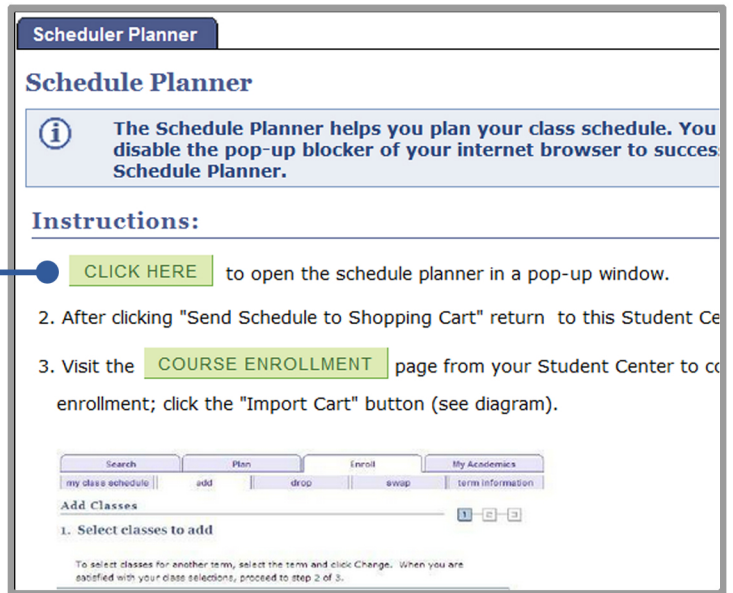 Scheduler Planner
Schedule Planner
The Schedule Planner helps you plan your class schedule. You
disable the pop-up blocker of your internet browser to succes
Schedule Planner.
Instructions:
CLICK HERE to open the schedule planner in a pop-up window.
2. After clicking "Send Schedule to Shopping Cart" return to this Student Ce
3. Visit the COURSE ENROLLMENT page from your Student Center to co
enrollment; click the "Import Cart" button (see diagram).
Search Plan Enroll My Academics
my class schedule add drop swap term information
Add Classes
1 2 3
1. Select classes to add
To select classes for another term, select the term and click Change. When you are
satisfied with your class selections, proceed to step 2 of 3.